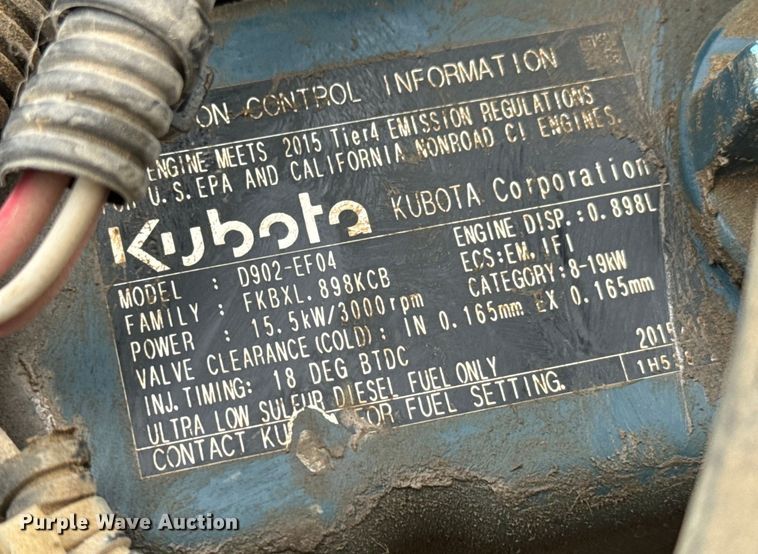 ON CONTROL INFORMATION
ENGINE MEETS 2015 Tier4 EMISSION REGULATIONS
U.S. EPA AND CALIFORNIA NONROAD CI ENGINES.
Kubota KUBOTA Corporation
MODEL : D902-EF04 ENGINE DISP.:0.898L
FAMILY : FKBXL.898KCB ECS:EM, IFI
POWER : 15.5kW/3000rpm CATEGORY:8-19kW
VALVE CLEARANCE(COLD): IN 0.165mm EX 0.165mm
INJ.TIMING: 18 DEG BTDC 2015
ULTRA LOW SULFUR DIESEL FUEL ONLY
CONTACT KU FOR FUEL SETTING.
Purple Wave Auction